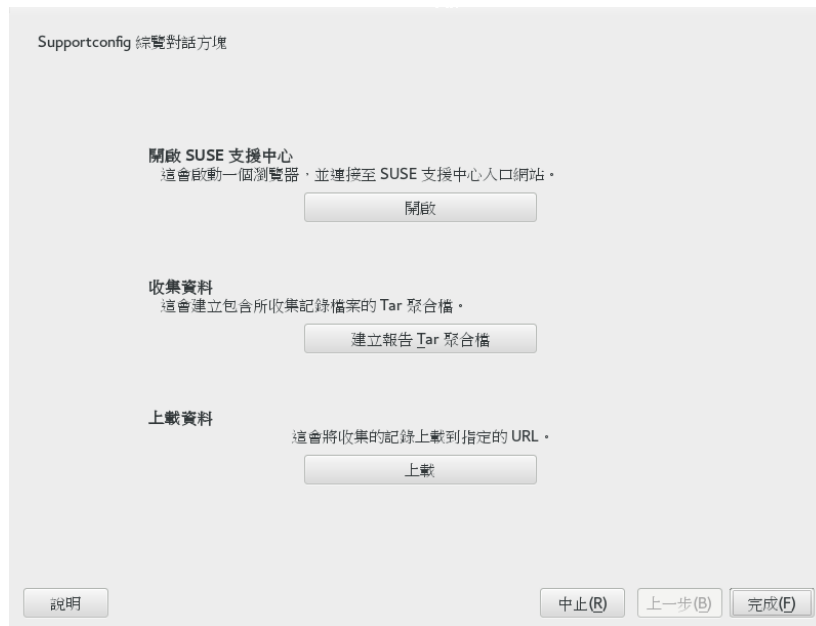 Supportconfig 綜覽對話方塊
開啟 SUSE 支援中心
這會啟動一個瀏覽器，並連接至 SUSE 支援中心入口網站。
開啟
收集資料
這會建立包含所收集記錄檔案的 Tar 聚合檔。
建立報告 Tar 聚合檔
上載資料
這會將收集的記錄上載到指定的 URL。
上載
說明 中止(R) 上一步(B) 完成(F)